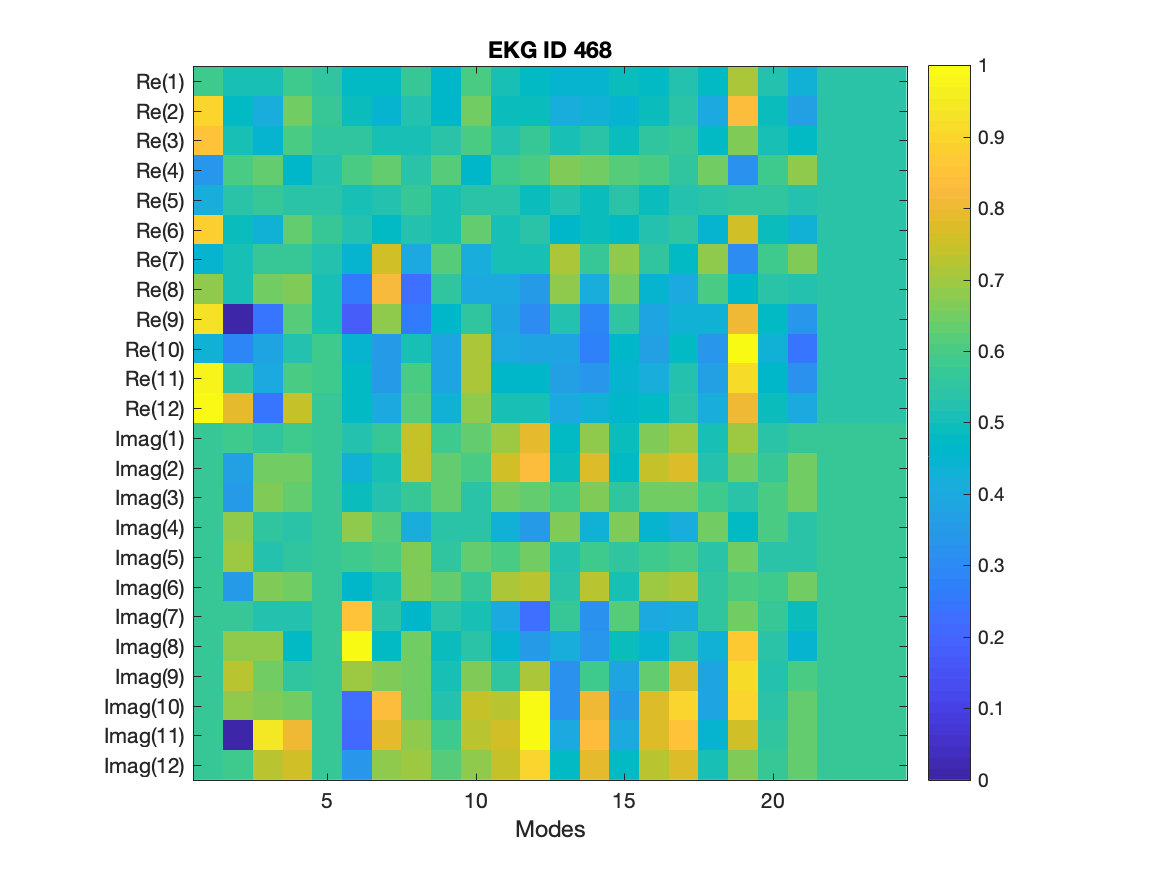 EKG ID 468
Re(1)
Re(2)
Re(3)
Re(4)
Re(5)
Re(6)
Re(7)
Re(8)
Re(9)
Re(10)
Re(11)
Re(12)
Imag(1)
Imag(2)
Imag(3)
Imag(4)
Imag(5)
Imag(6)
Imag(7)
Imag(8)
Imag(9)
Imag(10)
Imag(11)
Imag(12)
5 10 15 20
Modes
1
0.9
0.8
0.7
0.6
0.5
0.4
0.3
0.2
0.1
0